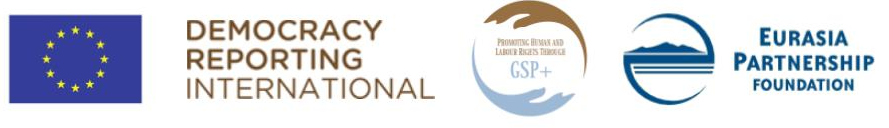 DEMOCRACY
REPORTING
INTERNATIONAL
PROMOTING HUMAN AND
LABOUR RIGHTS THROUGH
GSP+
EURASIA
PARTNERSHIP
FOUNDATION